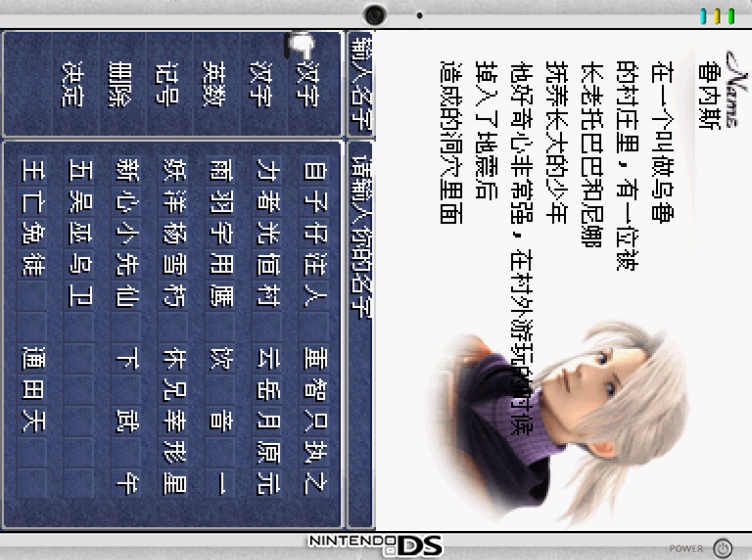 Name
鲁内斯
在一个叫做乌鲁
的村庄里，有一位被
长老托巴巴和尼娜
抚养长大的少年
他好奇心非常强，在村外游玩的时候
掉入了地震后
造成的洞穴里面
输入名字 请输入你的名字
汉字 自子仔注人 重智只执之
汉字 力者光恒村 云岳月原元
英数 雨羽宇用鹰 饮 音 一
记号 妖洋杨雪朽 休兄幸形星
删除 新心小先仙 下 武 午
决定 五吴巫乌卫
王亡兔徒 通田天
NINTENDO DS
POWER